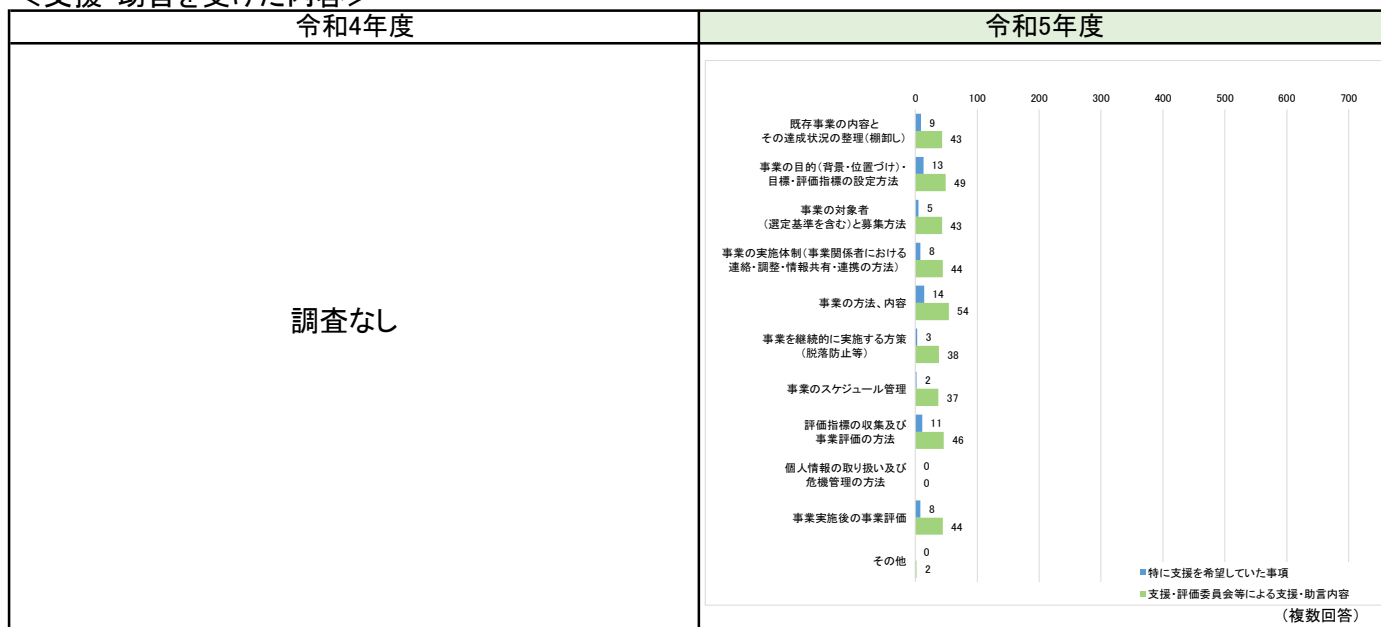 ＜支援・助言を受けた内容＞
令和4年度
令和5年度
調査なし
0 100 200 300 400 500 600 700
既存事業の内容と
その達成状況の整理（棚卸し）
9
43
事業の目的（背景・位置づけ）・
目標・評価指標の設定方法
13
49
事業の対象者
（選定基準を含む）と募集方法
5
43
事業の実施体制（事業関係者における
連絡・調整・情報共有・連携の方法）
8
44
事業の方法、内容
14
54
事業を継続的に実施する方策
（脱落防止等）
3
38
事業のスケジュール管理
2
37
評価指標の収集及び
事業評価の方法
11
46
個人情報の取り扱い及び
危機管理の方法
0
0
事業実施後の事業評価
8
44
その他
0
2
特に支援を希望していた事項
支援・評価委員会等による支援・助言内容
（複数回答）